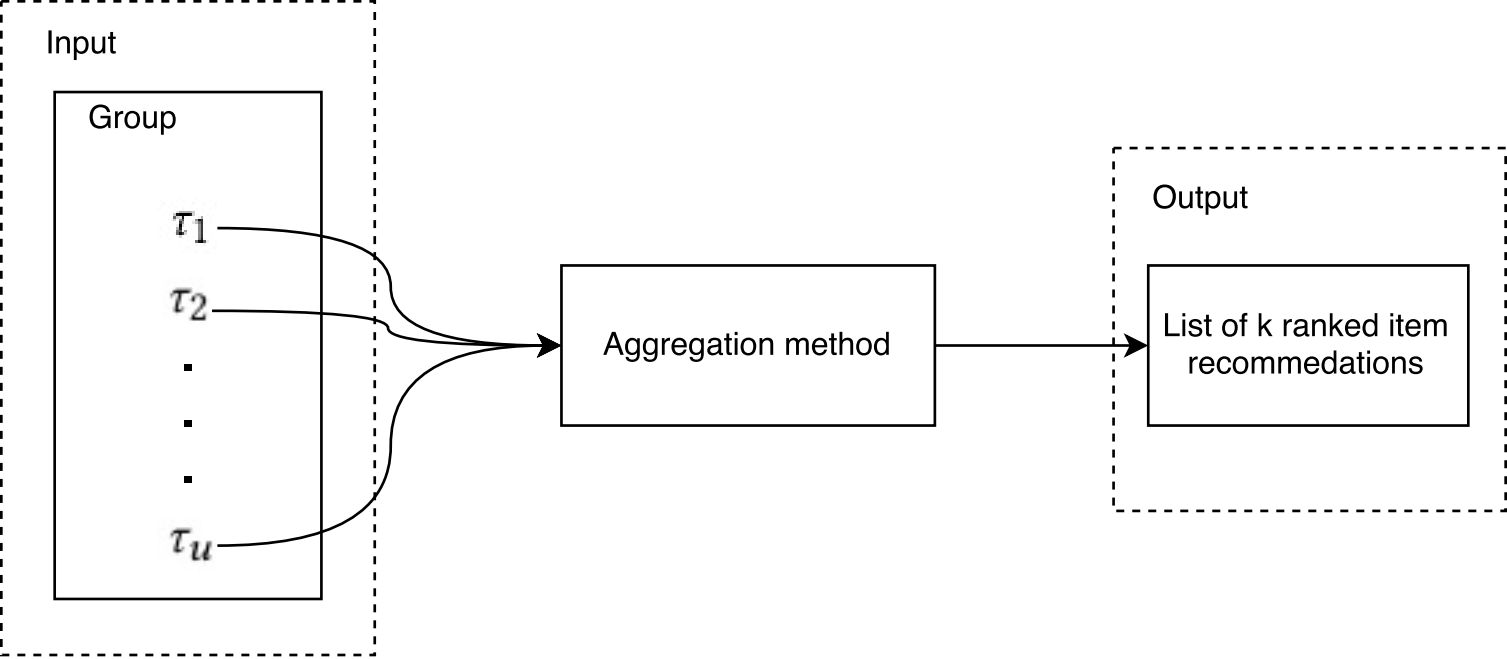 Input
Group
τ1
τ2
.
.
.
τu
Aggregation method
Output
List of k ranked item
recommedations